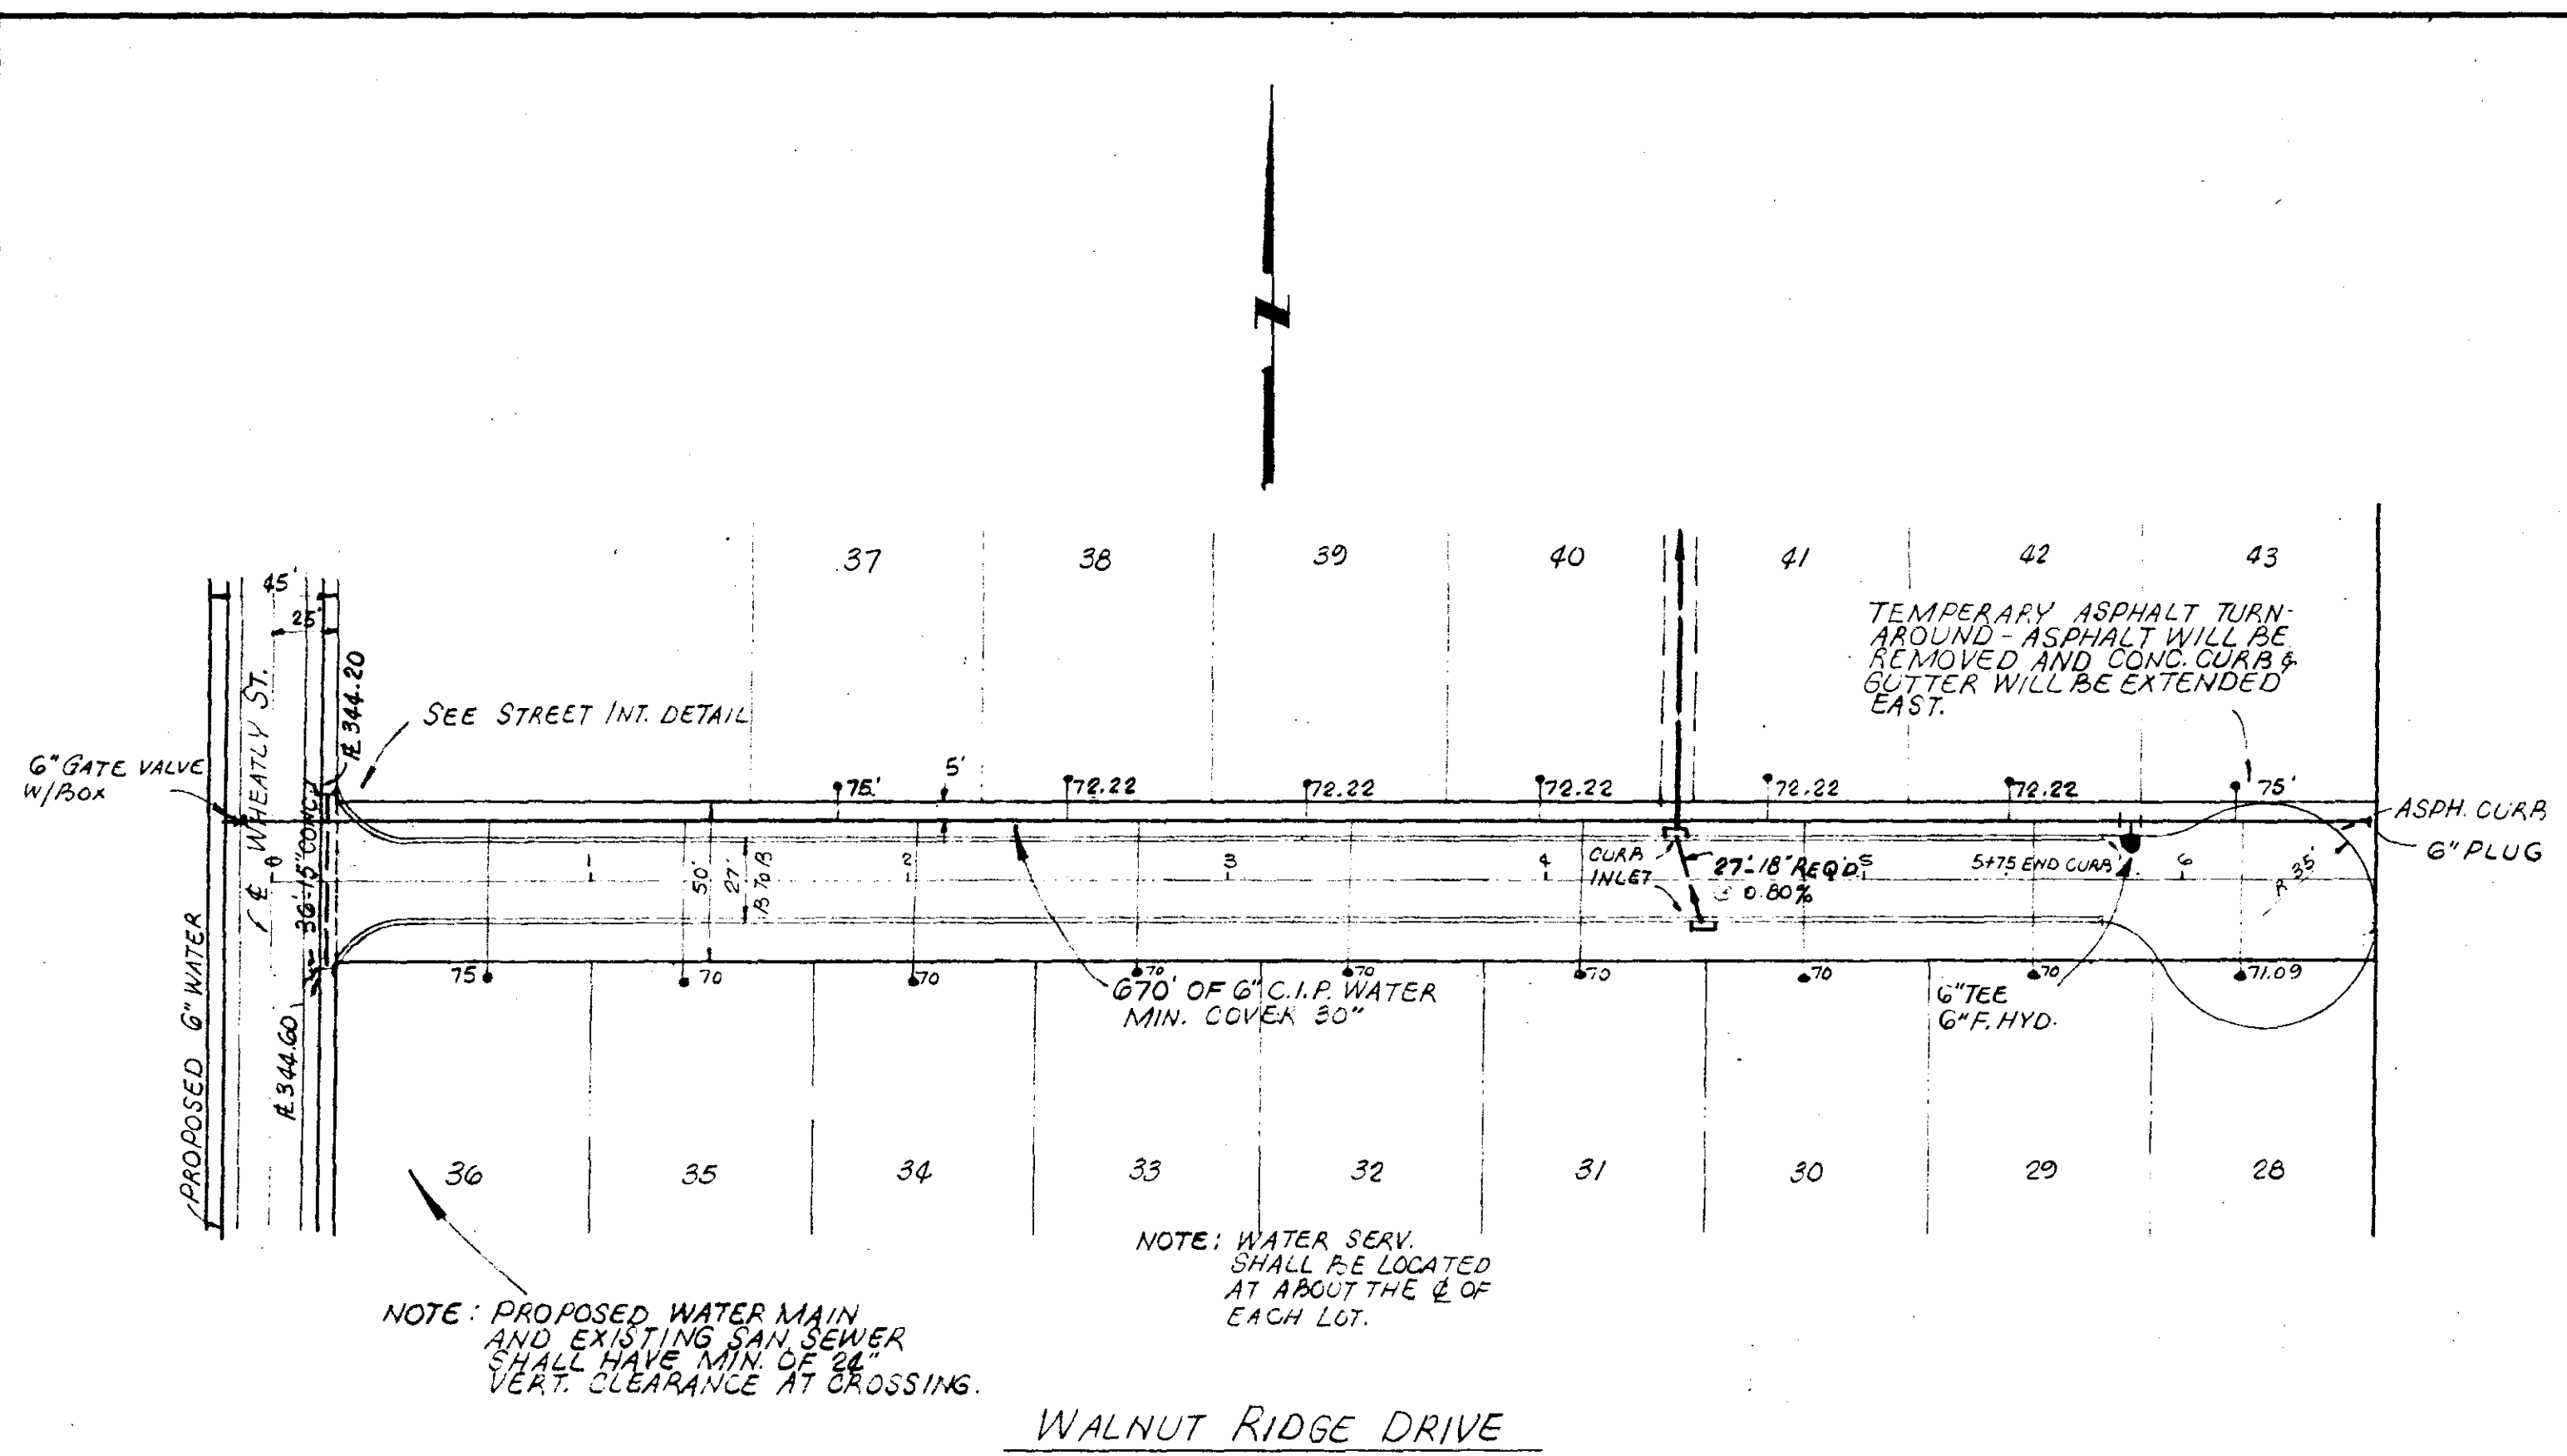 37
38
39
40
41
42
43
45'
25'
TEMPERARY ASPHALT TURN-
AROUND - ASPHALT WILL BE
REMOVED AND CONC. CURB &
GUTTER WILL BE EXTENDED
EAST.
℄ WHEATLY ST.
344.20
SEE STREET INT. DETAIL
6" GATE VALVE
W/BOX
75'
5'
72.22
72.22
72.22
72.22
72.22
75'
ASPH. CURB
6" PLUG
36'-15" CONC.
0
1
2
3
4
5
6
50'
27'
B TO B
CURB
INLET
27'-18" REQ'D
@ 0.80%
5+75 END CURB
R 35'
75
70
70
70
70
70
70
70
71.09
670' OF 6" C.I.P. WATER
MIN. COVER 30"
6" TEE
6" F. HYD.
PROPOSED 6" WATER
344.60
36
35
34
33
32
31
30
29
28
NOTE: WATER SERV.
SHALL BE LOCATED
AT ABOUT THE ℄ OF
EACH LOT.
NOTE: PROPOSED WATER MAIN
AND EXISTING SAN. SEWER
SHALL HAVE MIN. OF 24"
VERT. CLEARANCE AT CROSSING.
WALNUT RIDGE DRIVE